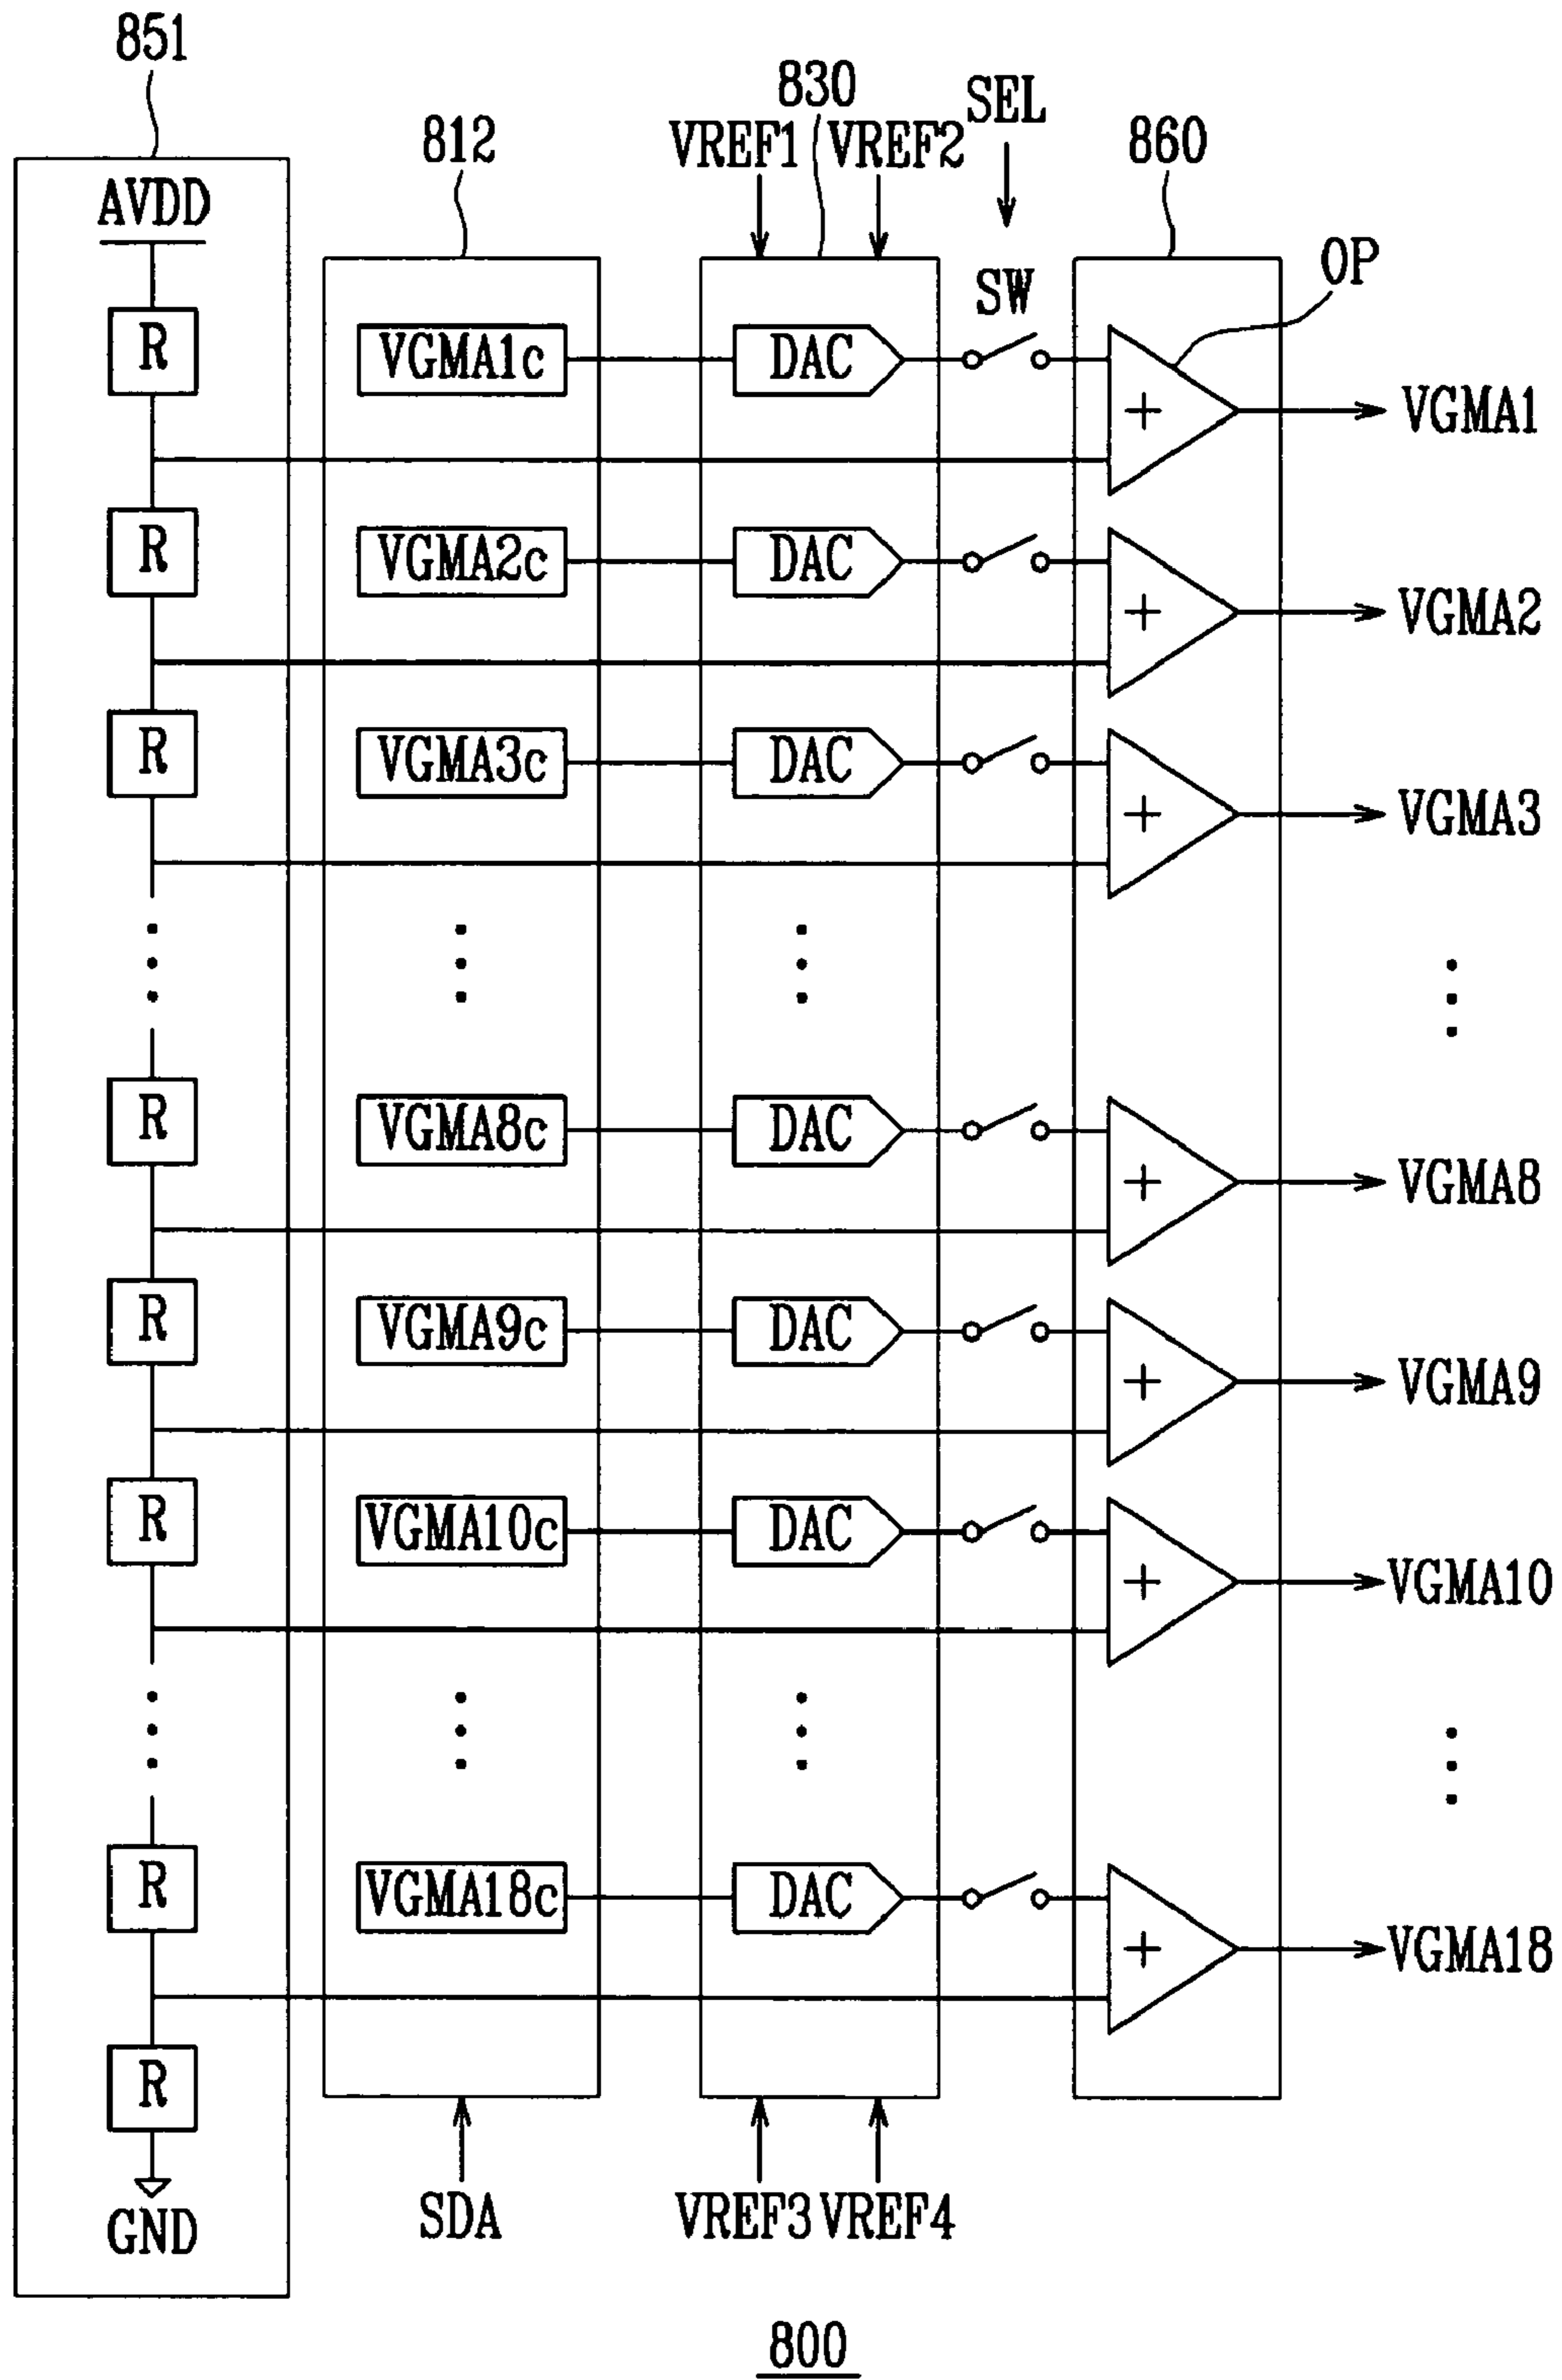 851
812
830
SEL
VREF1 VREF2
860
AVDD
SW
OP
R
VGMA1c
DAC
+
VGMA1
R
VGMA2c
DAC
+
VGMA2
R
VGMA3c
DAC
+
VGMA3
R
VGMA8c
DAC
+
VGMA8
R
VGMA9c
DAC
+
VGMA9
R
VGMA10c
DAC
+
VGMA10
R
VGMA18c
DAC
+
VGMA18
R
GND
SDA
VREF3 VREF4
800